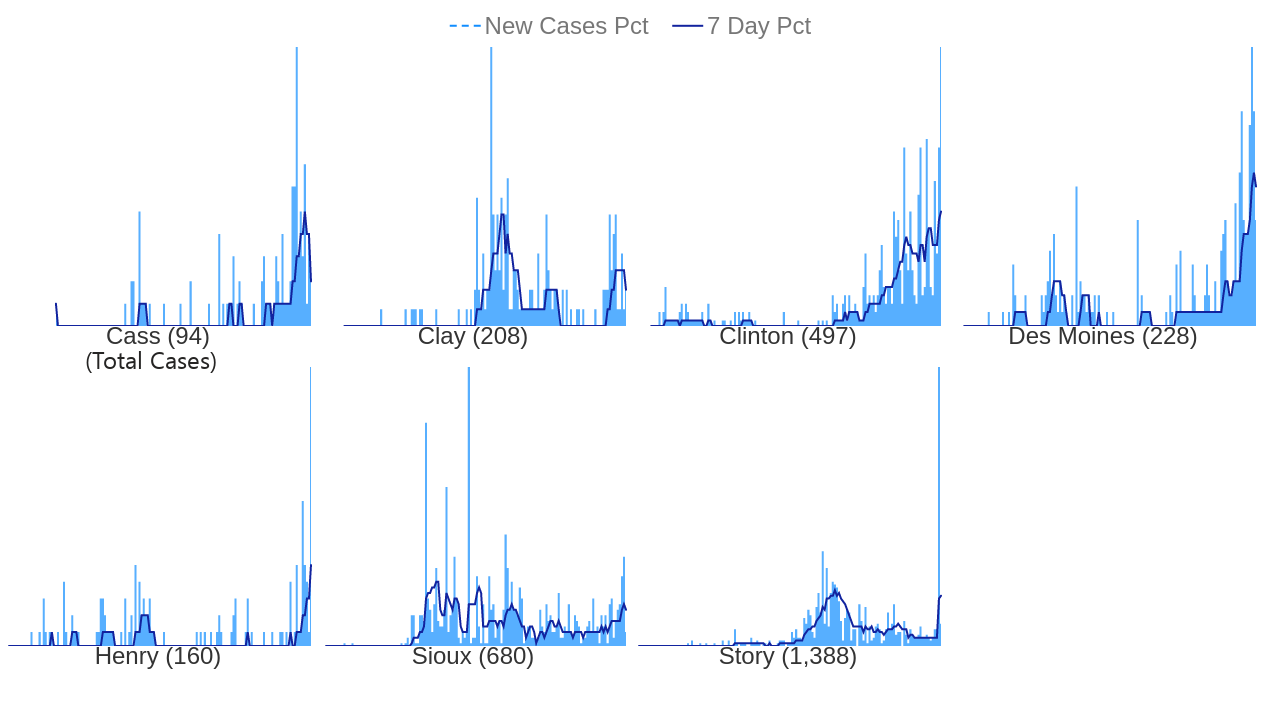 New Cases Pct 7 Day Pct
Cass (94) Clay (208) Clinton (497) Des Moines (228)
(Total Cases)
Henry (160) Sioux (680) Story (1,388)